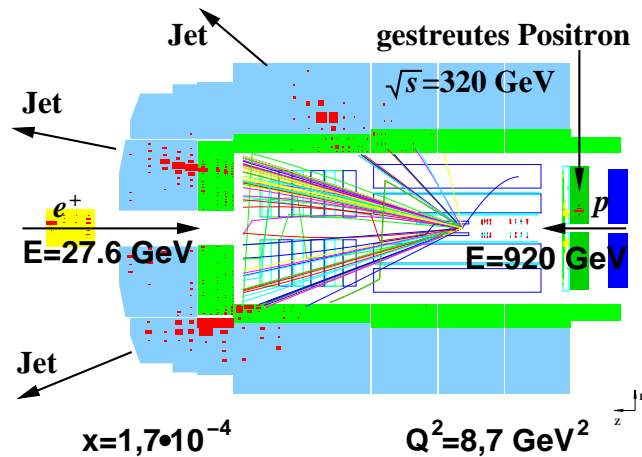 Jet
gestreutes Positron
√s=320 GeV
Jet
e⁺
p
E=27.6 GeV
E=920 GeV
Jet
r
z
x=1,7•10⁻⁴
Q²=8,7 GeV²